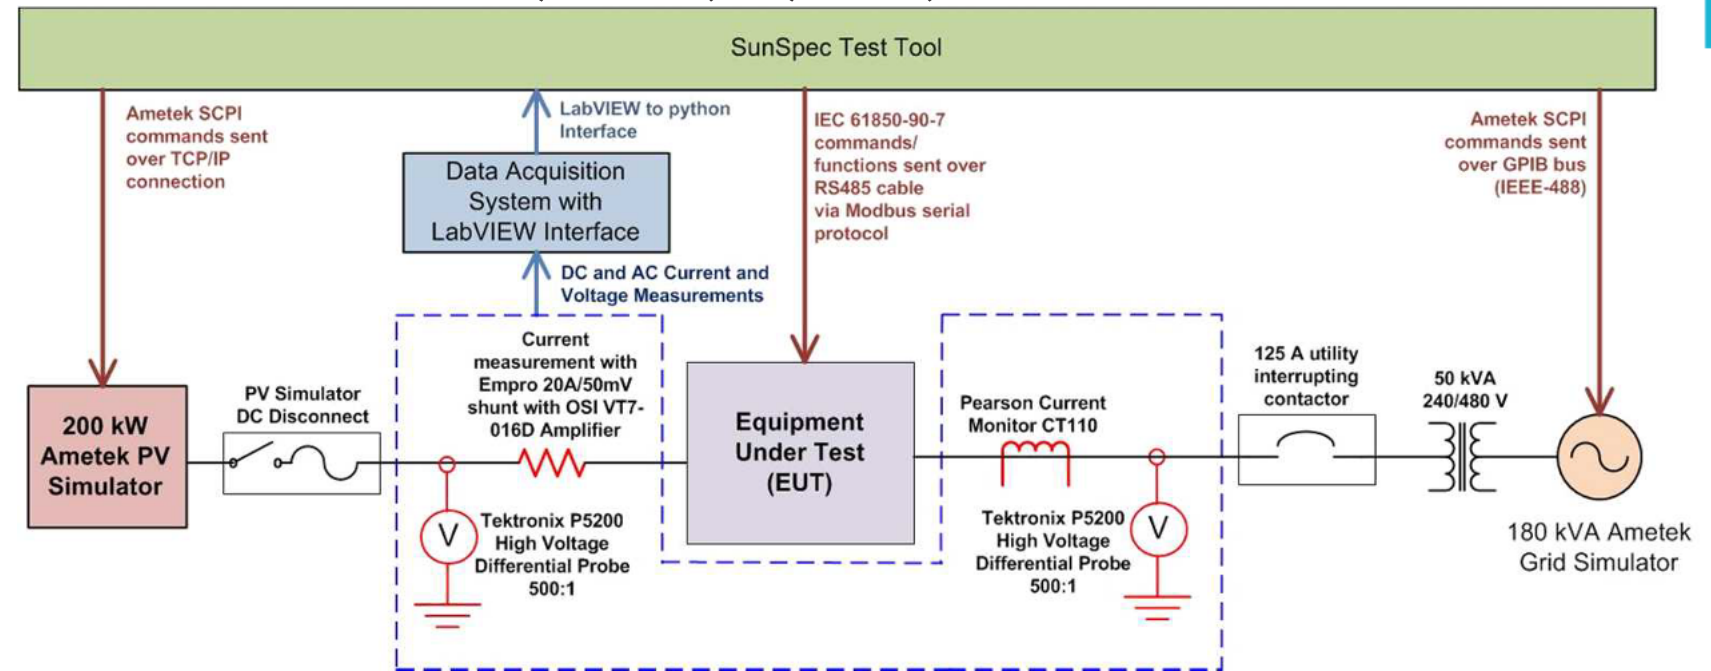 SunSpec Test Tool
Ametek SCPI
commands sent
over TCP/IP
connection
LabVIEW to python
Interface
Data Acquisition
System with
LabVIEW Interface
DC and AC Current and
Voltage Measurements
IEC 61850-90-7
commands/
functions sent over
RS485 cable
via Modbus serial
protocol
Ametek SCPI
commands sent
over GPIB bus
(IEEE-488)
200 kW
Ametek PV
Simulator
PV Simulator
DC Disconnect
Current
measurement with
Empro 20A/50mV
shunt with OSI VT7-
016D Amplifier
V
Tektronix P5200
High Voltage
Differential Probe
500:1
Equipment
Under Test
(EUT)
Pearson Current
Monitor CT110
Tektronix P5200
High Voltage
Differential Probe
500:1
V
125 A utility
interrupting
contactor
50 kVA
240/480 V
180 kVA Ametek
Grid Simulator